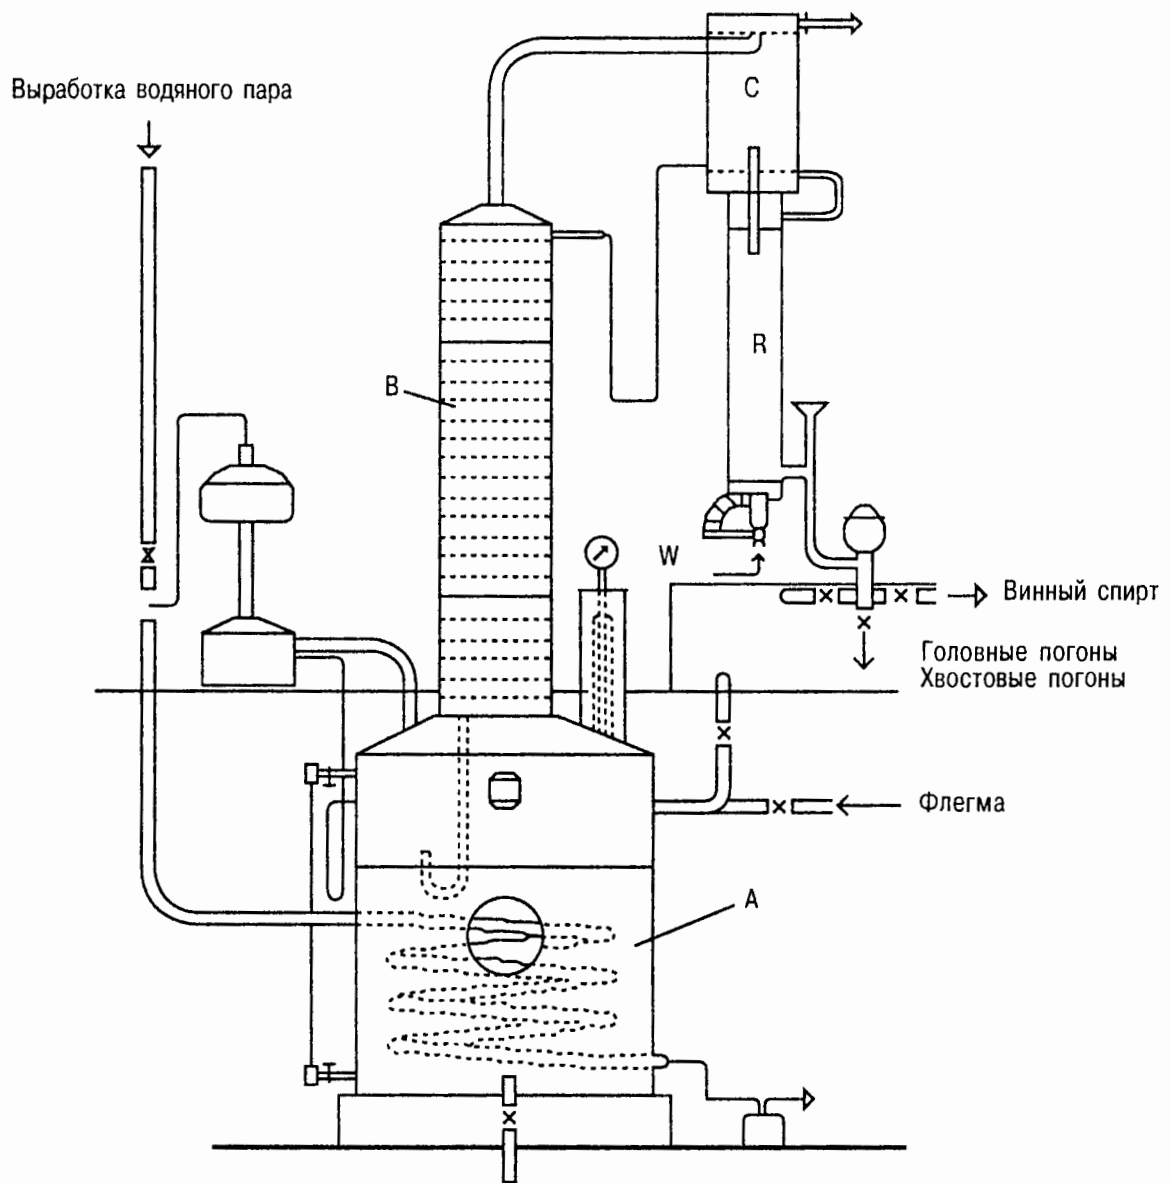 Выработка водяного пара
C
R
B
W
Винный спирт
Головные погоны
Хвостовые погоны
Флегма
A